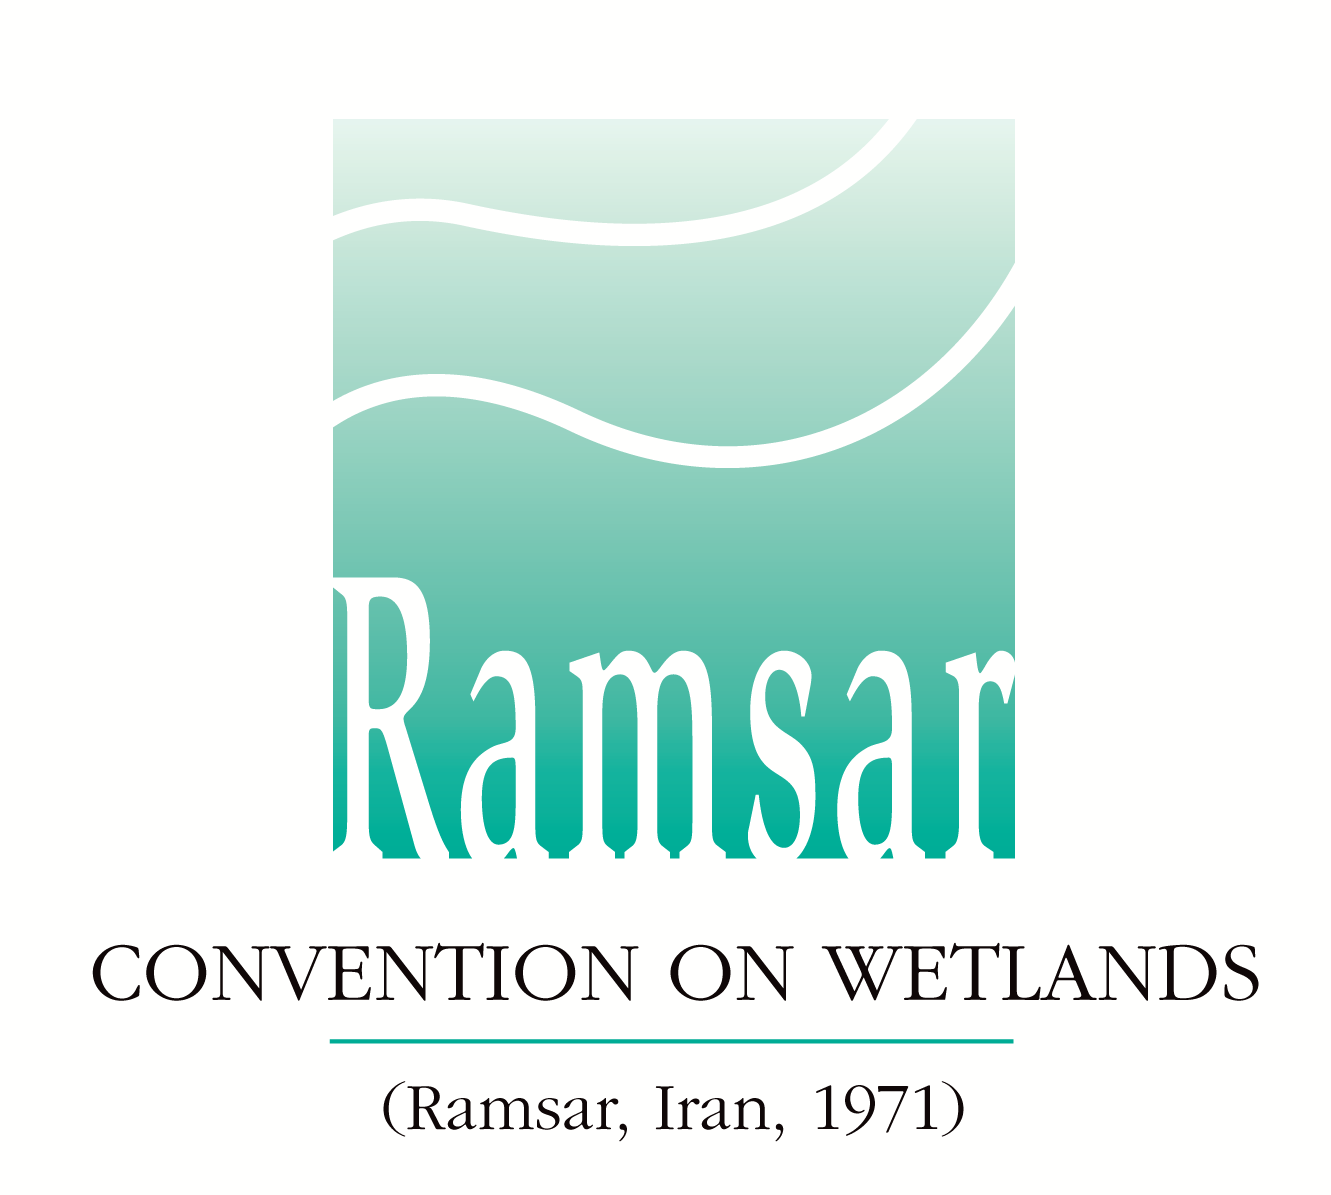 Ramsar
CONVENTION ON WETLANDS
(Ramsar, Iran, 1971)